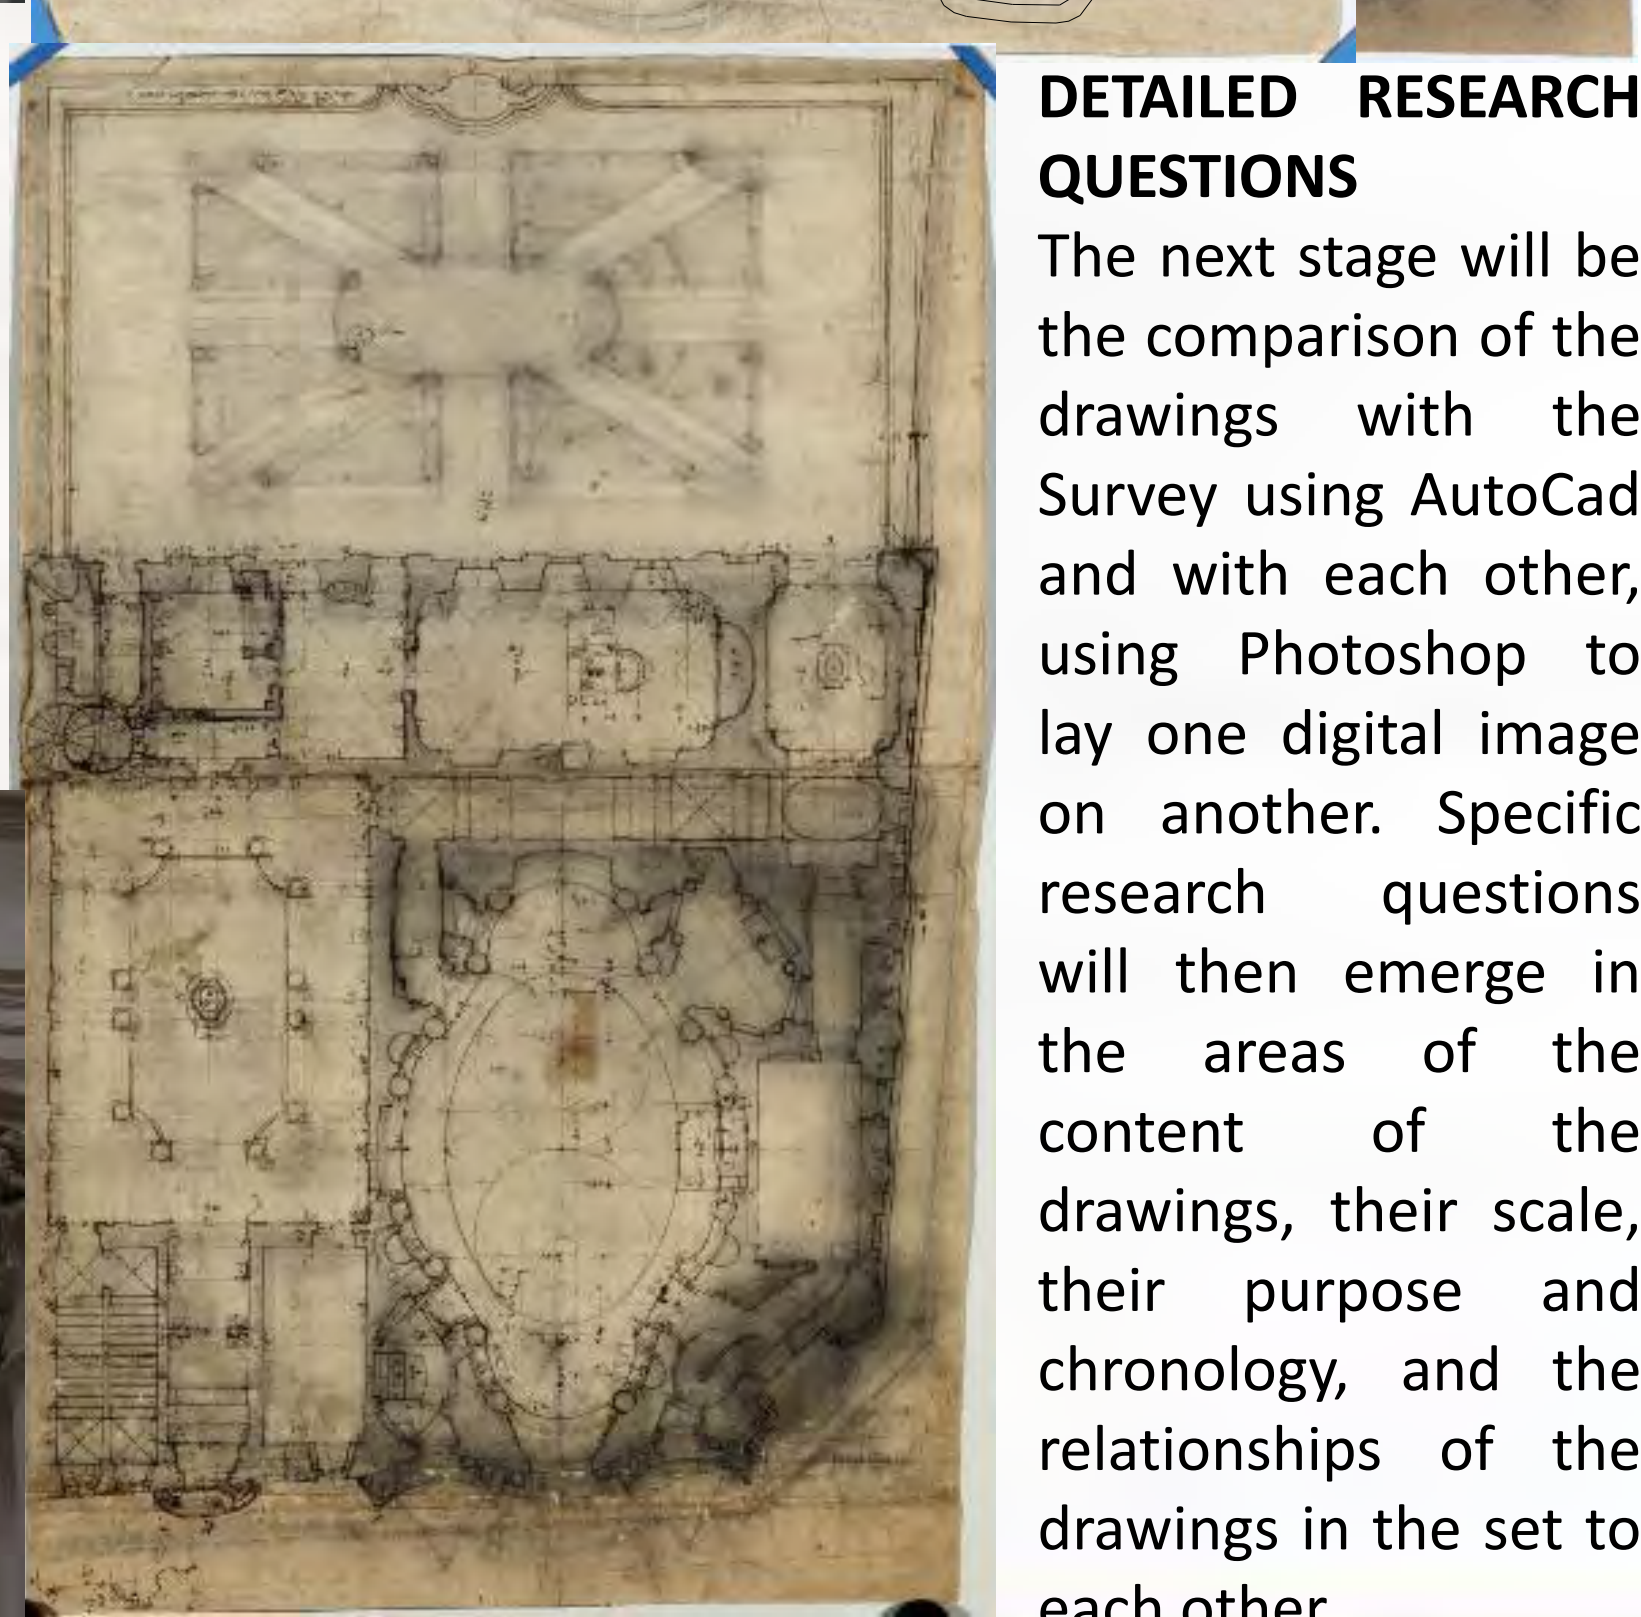 DETAILED RESEARCH
QUESTIONS
The next stage will be
the comparison of the
drawings with the
Survey using AutoCad
and with each other,
using Photoshop to
lay one digital image
on another. Specific
research questions
will then emerge in
the areas of the
content of the
drawings, their scale,
their purpose and
chronology, and the
relationships of the
drawings in the set to
each other